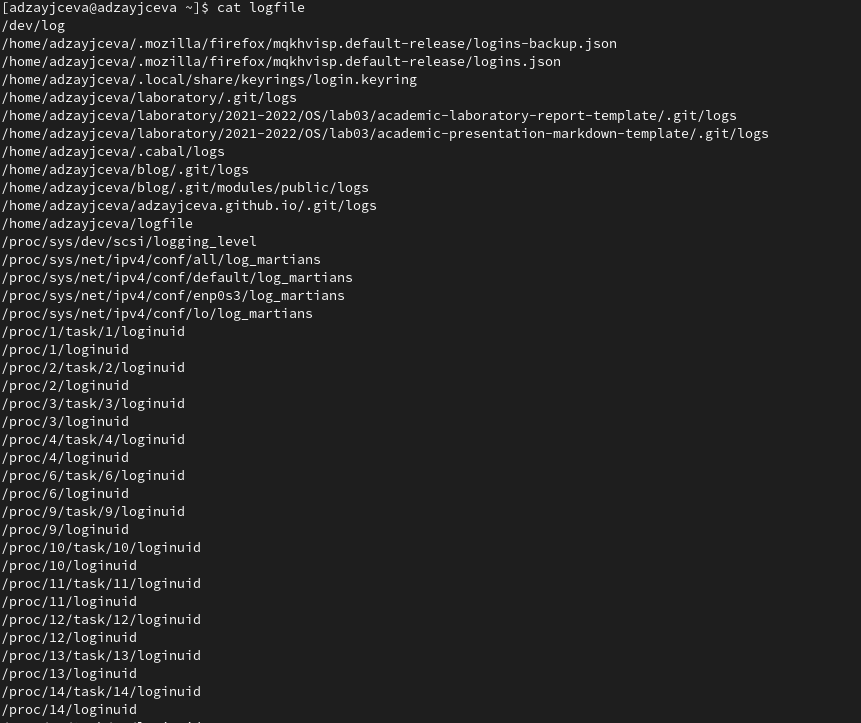 [adzayjceva@adzayjceva ~]$ cat logfile
/dev/log
/home/adzayjceva/.mozilla/firefox/mqkhvisp.default-release/logins-backup.json
/home/adzayjceva/.mozilla/firefox/mqkhvisp.default-release/logins.json
/home/adzayjceva/.local/share/keyrings/login.keyring
/home/adzayjceva/laboratory/.git/logs
/home/adzayjceva/laboratory/2021-2022/OS/lab03/academic-laboratory-report-template/.git/logs
/home/adzayjceva/laboratory/2021-2022/OS/lab03/academic-presentation-markdown-template/.git/logs
/home/adzayjceva/.cabal/logs
/home/adzayjceva/blog/.git/logs
/home/adzayjceva/blog/.git/modules/public/logs
/home/adzayjceva/adzayjceva.github.io/.git/logs
/home/adzayjceva/logfile
/proc/sys/dev/scsi/logging_level
/proc/sys/net/ipv4/conf/all/log_martians
/proc/sys/net/ipv4/conf/default/log_martians
/proc/sys/net/ipv4/conf/enp0s3/log_martians
/proc/sys/net/ipv4/conf/lo/log_martians
/proc/1/task/1/loginuid
/proc/1/loginuid
/proc/2/task/2/loginuid
/proc/2/loginuid
/proc/3/task/3/loginuid
/proc/3/loginuid
/proc/4/task/4/loginuid
/proc/4/loginuid
/proc/6/task/6/loginuid
/proc/6/loginuid
/proc/9/task/9/loginuid
/proc/9/loginuid
/proc/10/task/10/loginuid
/proc/10/loginuid
/proc/11/task/11/loginuid
/proc/11/loginuid
/proc/12/task/12/loginuid
/proc/12/loginuid
/proc/13/task/13/loginuid
/proc/13/loginuid
/proc/14/task/14/loginuid
/proc/14/loginuid